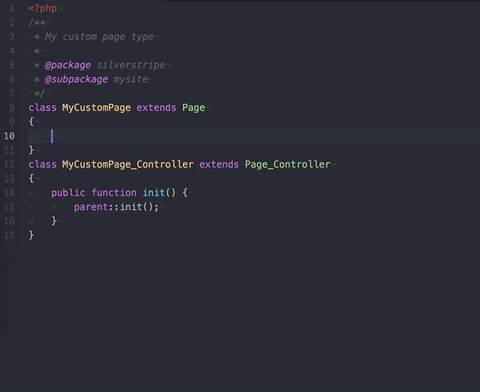 1 <?php
2 /**
3 * My custom page type
4 *
5 * @package silverstripe
6 * @subpackage mysite
7 */
8 class MyCustomPage extends Page
9 {
10
11 }
12 class MyCustomPage_Controller extends Page_Controller
13 {
14 public function init() {
15 parent::init();
16 }
17 }